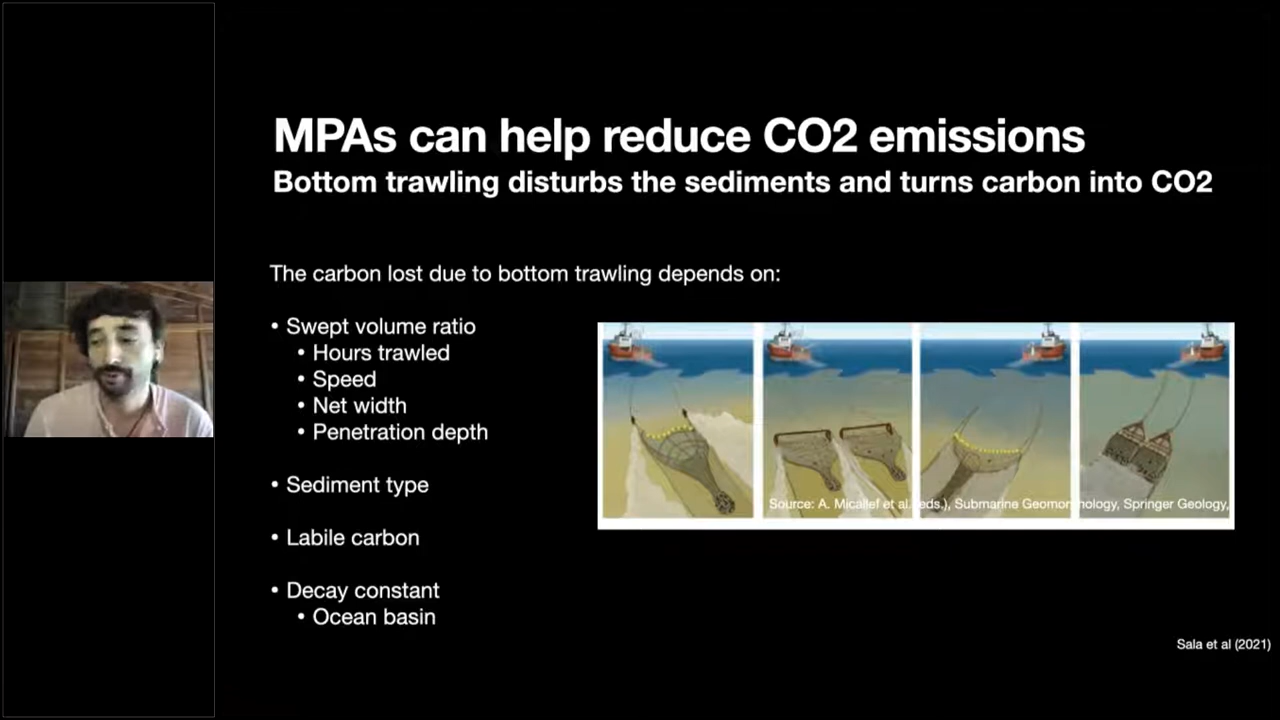 MPAs can help reduce CO2 emissions
Bottom trawling disturbs the sediments and turns carbon into CO2
The carbon lost due to bottom trawling depends on:
• Swept volume ratio
• Hours trawled
• Speed
• Net width
• Penetration depth
• Sediment type
• Labile carbon
• Decay constant
• Ocean basin
Source: A. Micallef et al. (eds.), Submarine Geomorphology, Springer Geology,
Sala et al (2021)